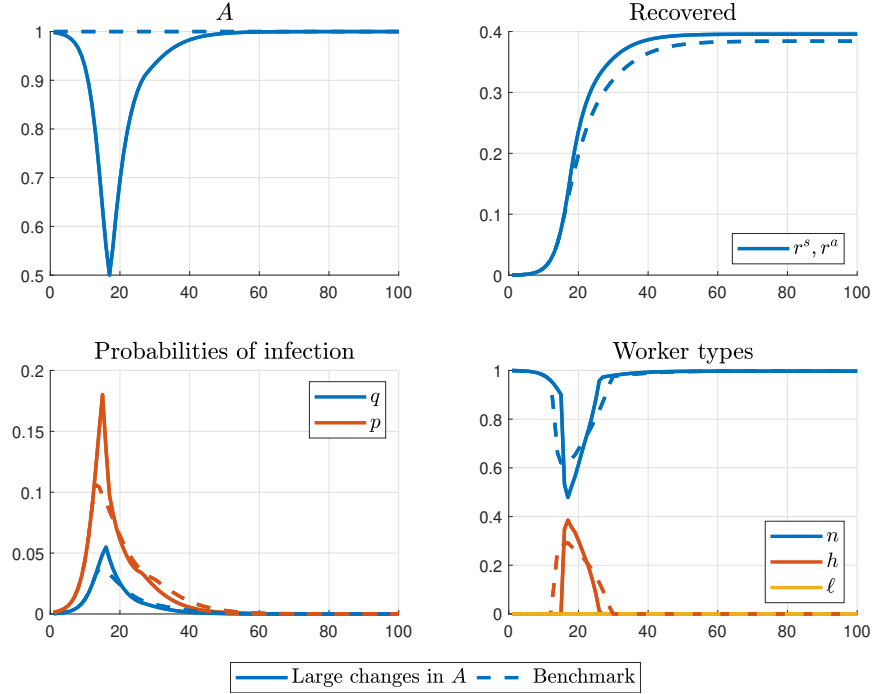 A
1
0.9
0.8
0.7
0.6
0.5
0 20 40 60 80 100
Recovered
0.4
0.3
0.2
0.1
0
0 20 40 60 80 100
rˢ, rᵃ
Probabilities of infection
0.2
0.15
0.1
0.05
0
0 20 40 60 80 100
q
p
Worker types
1
0.8
0.6
0.4
0.2
0
0 20 40 60 80 100
n
h
ℓ
Large changes in A Benchmark